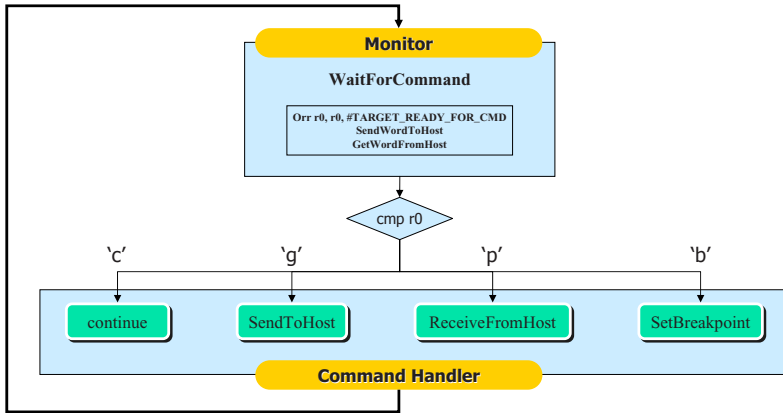 Monitor
WaitForCommand
Orr r0, r0, #TARGET_READY_FOR_CMD
SendWordToHost
GetWordFromHost
cmp r0
‘c’ ‘g’ ‘p’ ‘b’
continue SendToHost ReceiveFromHost SetBreakpoint
Command Handler